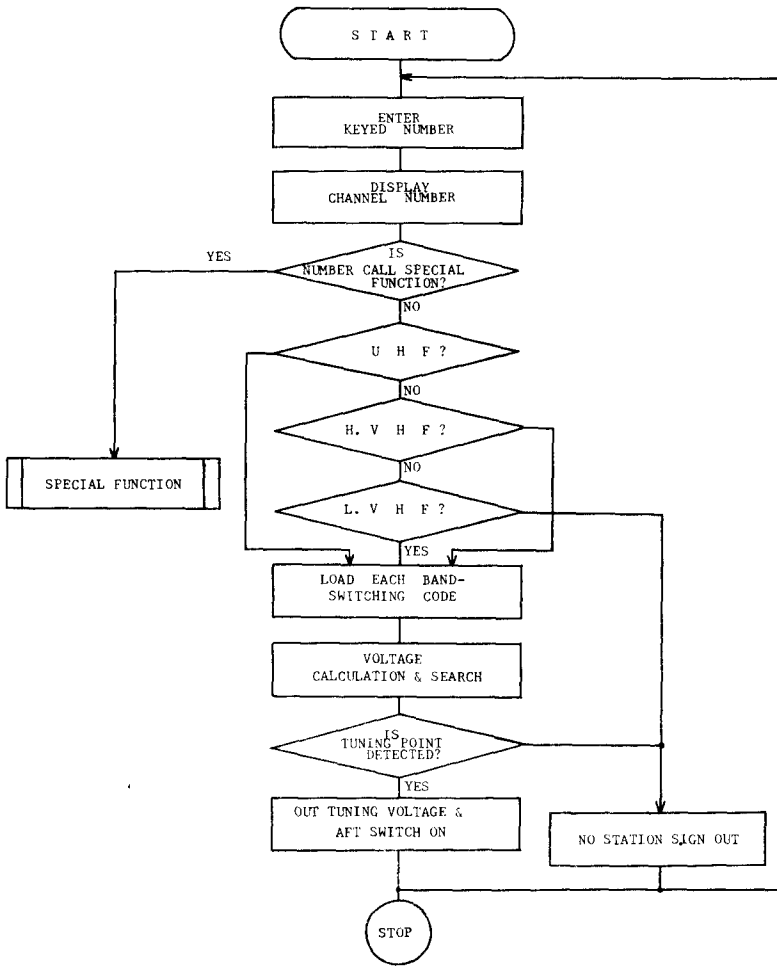 S T A R T
ENTER
KEYED NUMBER
DISPLAY
CHANNEL NUMBER
YES
IS
NUMBER CALL SPECIAL
FUNCTION?
NO
U H F ?
NO
H. V H F ?
NO
SPECIAL FUNCTION
L. V H F ?
YES
LOAD EACH BAND-
SWITCHING CODE
VOLTAGE
CALCULATION & SEARCH
IS
TUNING POINT
DETECTED?
YES
OUT TUNING VOLTAGE &
AFT SWITCH ON
NO STATION SIGN OUT
STOP